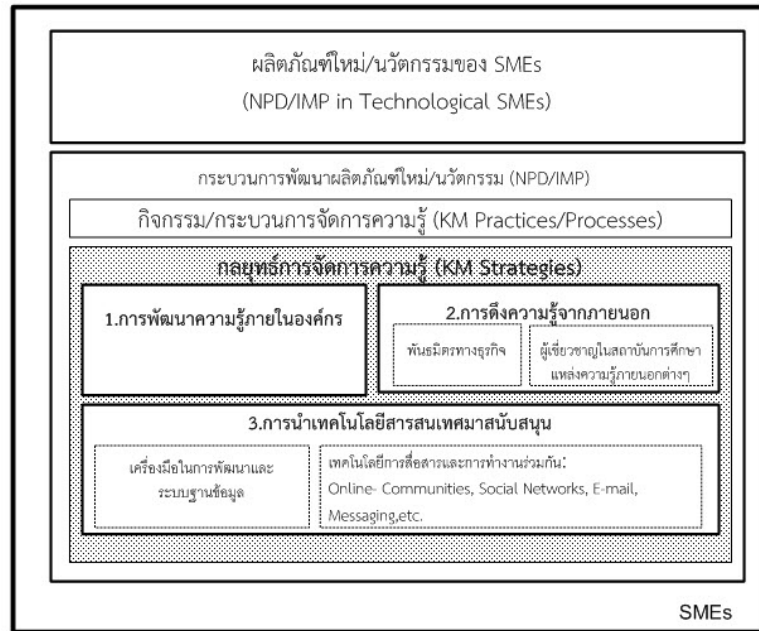 ผลิตภัณฑ์ใหม่/นวัตกรรมของ SMEs
(NPD/IMP in Technological SMEs)
กระบวนการพัฒนาผลิตภัณฑ์ใหม่/นวัตกรรม (NPD/IMP)
กิจกรรม/กระบวนการจัดการความรู้ (KM Practices/Processes)
กลยุทธ์การจัดการความรู้ (KM Strategies)
1.การพัฒนาความรู้ภายในองค์กร
2.การดึงความรู้จากภายนอก
พันธมิตรทางธุรกิจ
ผู้เชี่ยวชาญในสถาบันการศึกษา
แหล่งความรู้ภายนอกต่างๆ
3.การนำเทคโนโลยีสารสนเทศมาสนับสนุน
เครื่องมือในการพัฒนาและ
ระบบฐานข้อมูล
เทคโนโลยีการสื่อสารและการทำงานร่วมกัน:
Online- Communities, Social Networks, E-mail,
Messaging,etc.
SMEs